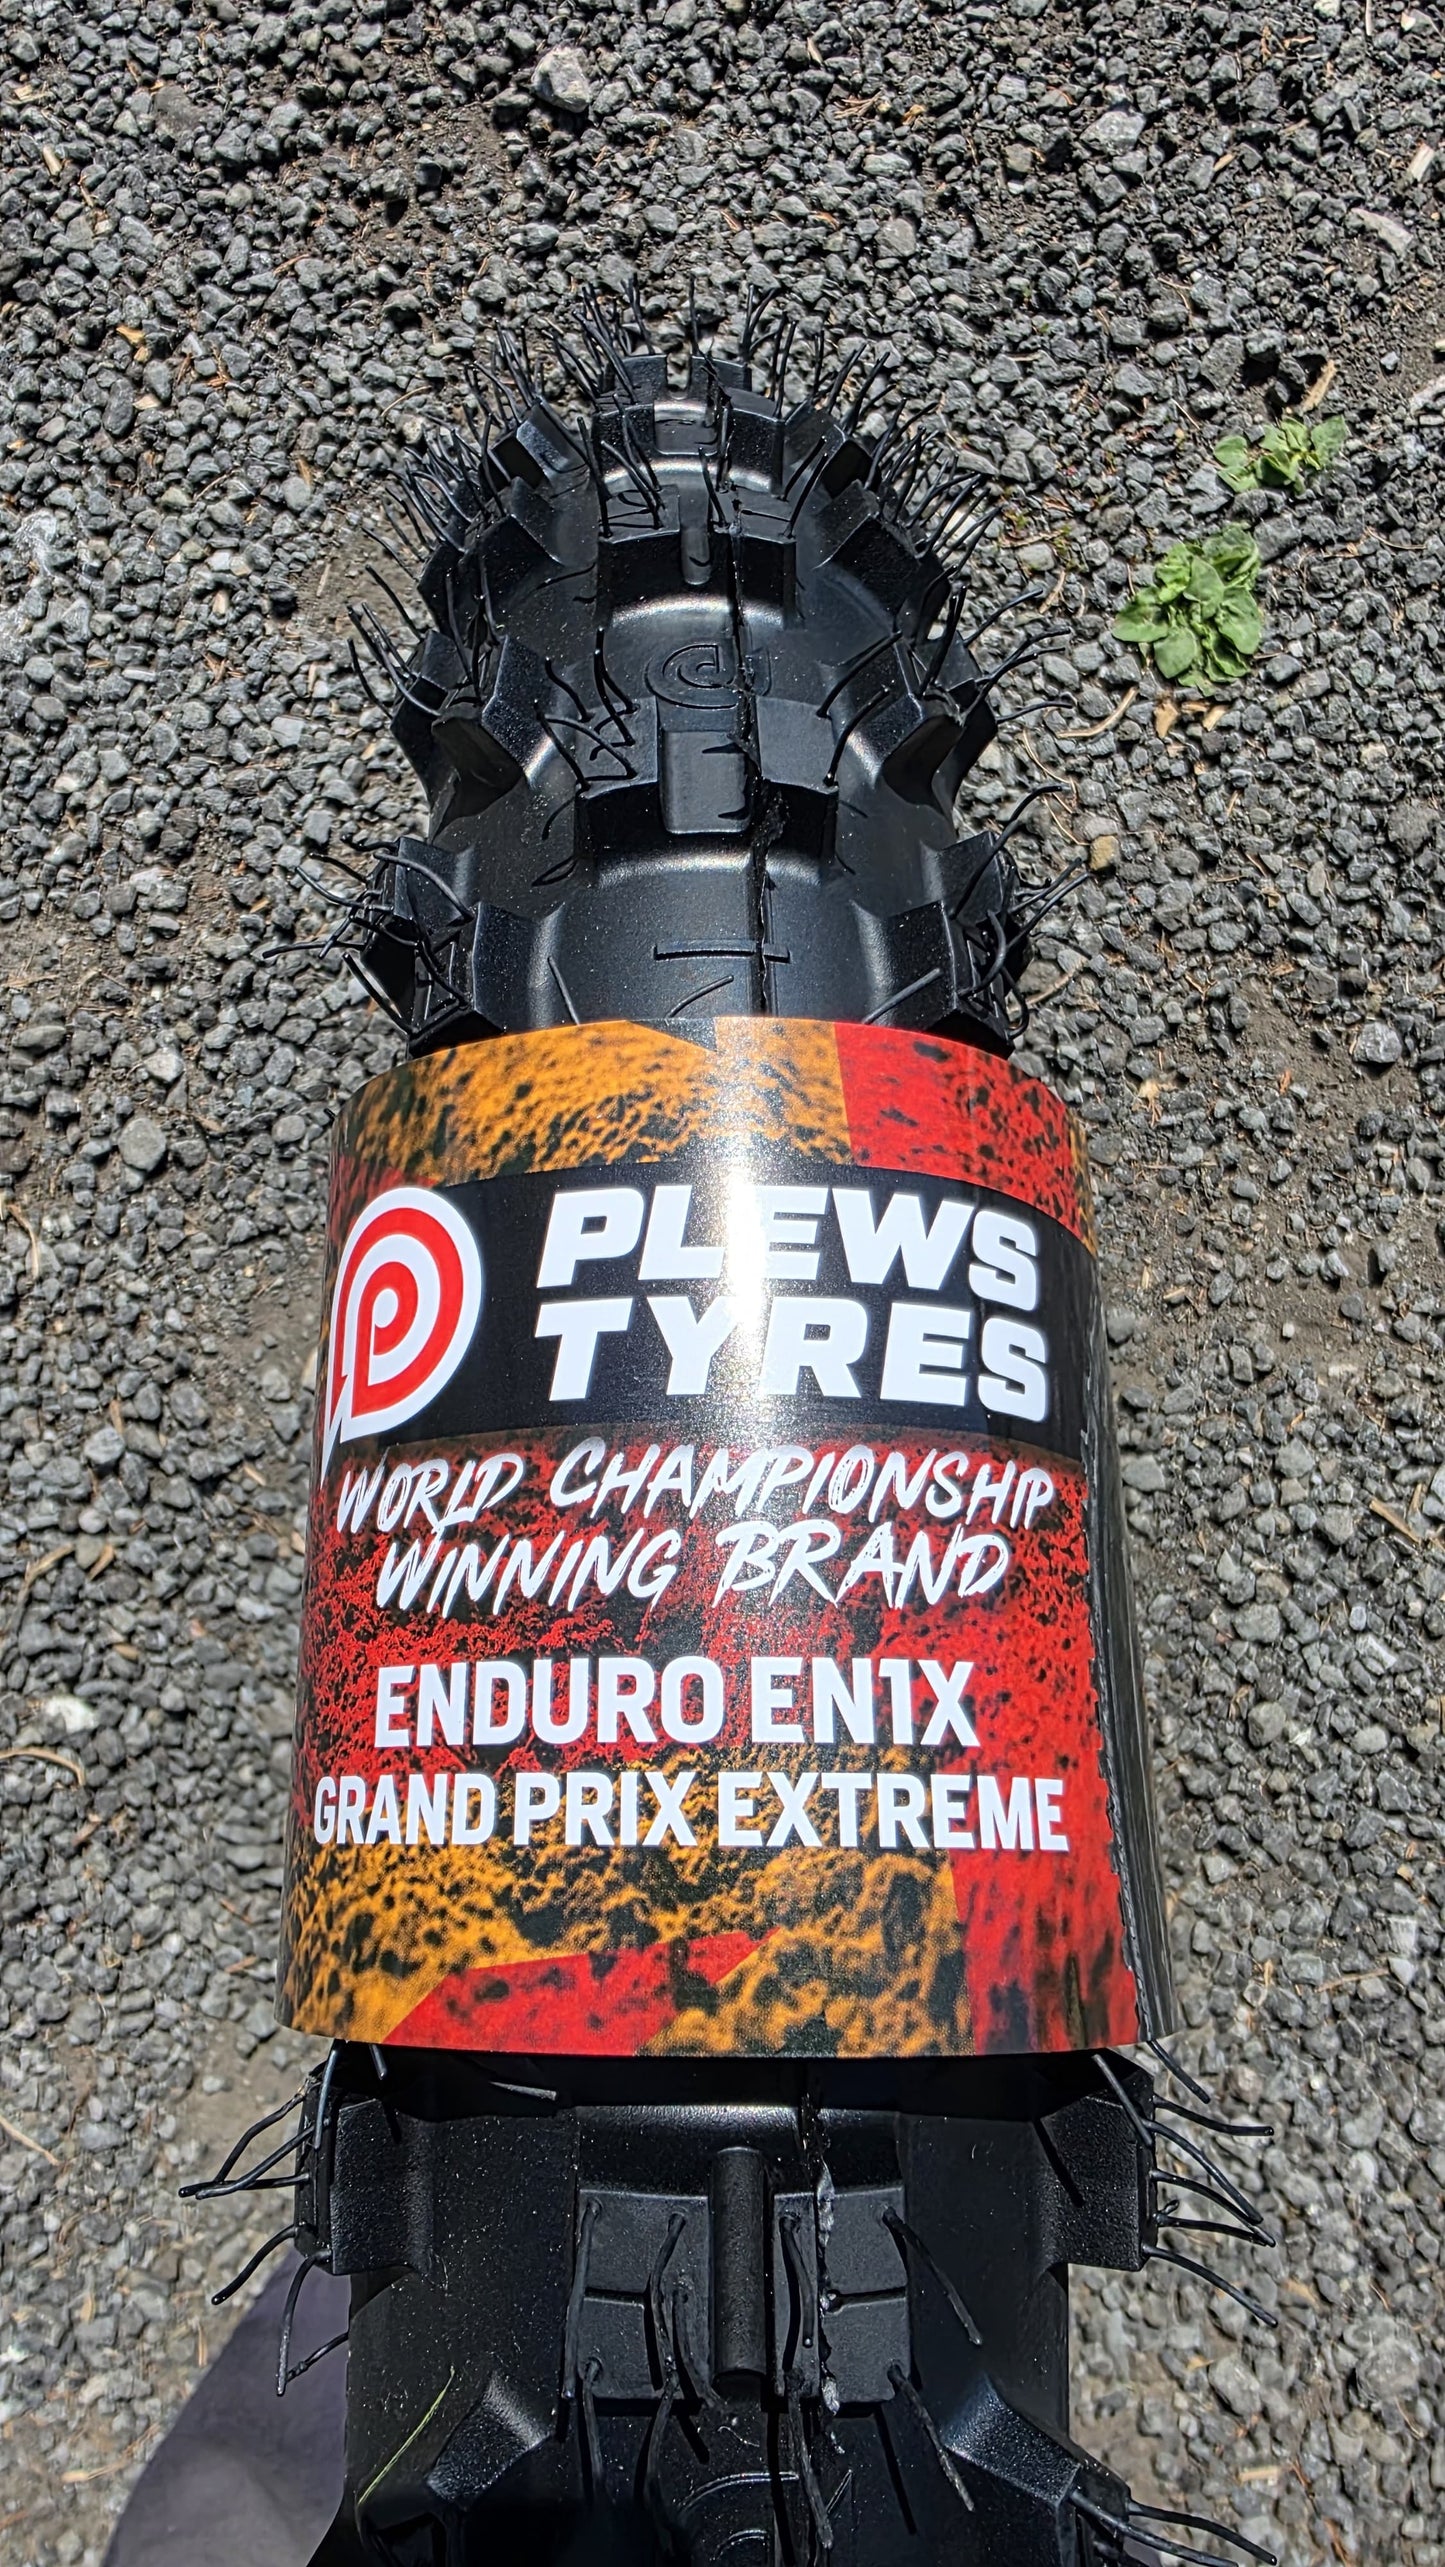 PLEWS
TYRES
WORLD CHAMPIONSHIP
WINNING BRAND
ENDURO EN1X
GRAND PRIX EXTREME